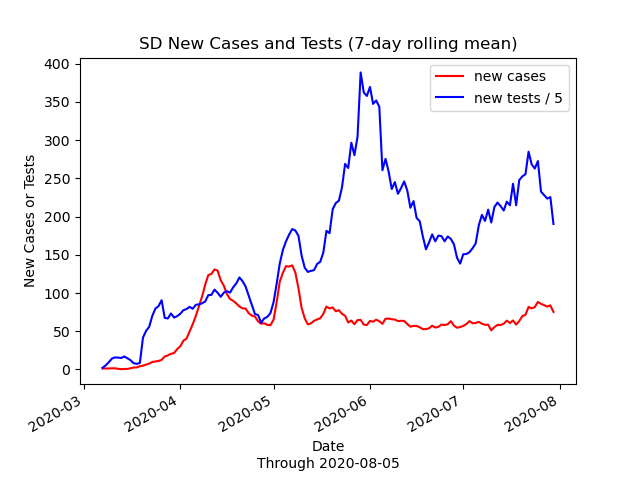 SD New Cases and Tests (7-day rolling mean)
new cases
new tests / 5
New Cases or Tests
400
350
300
250
200
150
100
50
0
2020-03
2020-04
2020-05
2020-06
2020-07
2020-08
Date
Through 2020-08-05